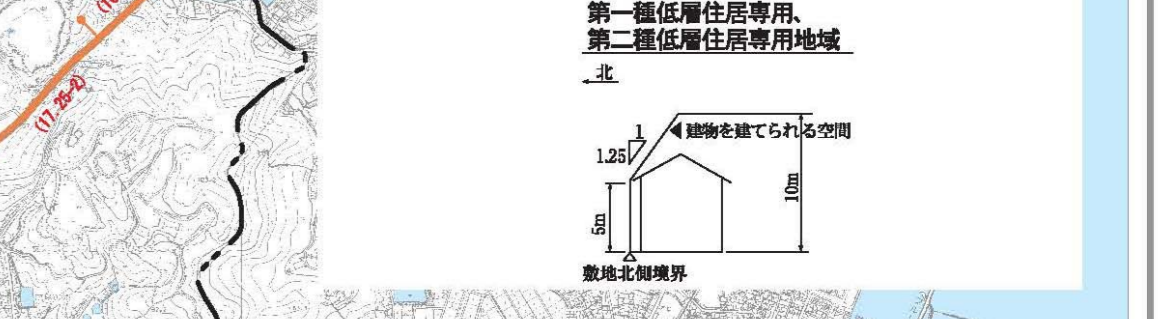 第一種低層住居専用、
第二種低層住居専用地域
北
1
1.25
建物を建てられる空間
5m
10m
敷地北側境界
(17.25-2)